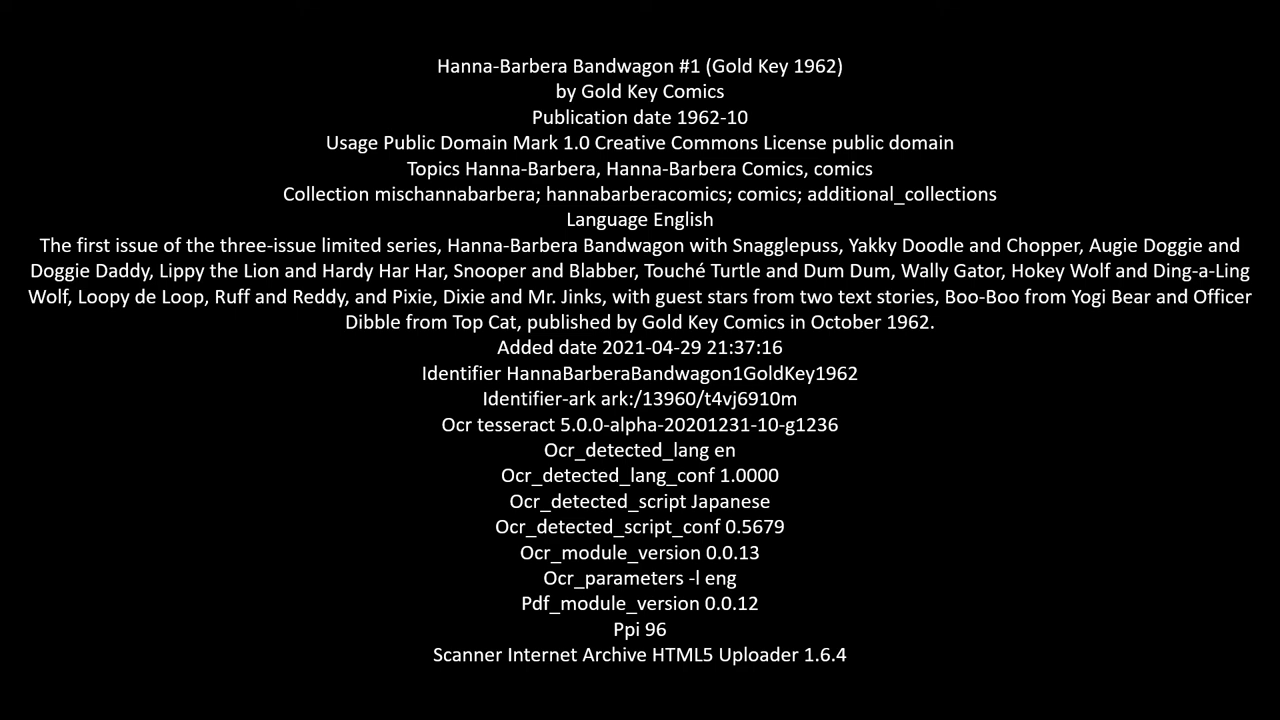 Hanna-Barbera Bandwagon #1 (Gold Key 1962)
by Gold Key Comics
Publication date 1962-10
Usage Public Domain Mark 1.0 Creative Commons License public domain
Topics Hanna-Barbera, Hanna-Barbera Comics, comics
Collection mischannabarbera; hannabarberacomics; comics; additional_collections
Language English
The first issue of the three-issue limited series, Hanna-Barbera Bandwagon with Snagglepuss, Yakky Doodle and Chopper, Augie Doggie and
Doggie Daddy, Lippy the Lion and Hardy Har Har, Snooper and Blabber, Touché Turtle and Dum Dum, Wally Gator, Hokey Wolf and Ding-a-Ling
Wolf, Loopy de Loop, Ruff and Reddy, and Pixie, Dixie and Mr. Jinks, with guest stars from two text stories, Boo-Boo from Yogi Bear and Officer
Dibble from Top Cat, published by Gold Key Comics in October 1962.
Added date 2021-04-29 21:37:16
Identifier HannaBarberaBandwagon1GoldKey1962
Identifier-ark ark:/13960/t4vj6910m
Ocr tesseract 5.0.0-alpha-20201231-10-g1236
Ocr_detected_lang en
Ocr_detected_lang_conf 1.0000
Ocr_detected_script Japanese
Ocr_detected_script_conf 0.5679
Ocr_module_version 0.0.13
Ocr_parameters -l eng
Pdf_module_version 0.0.12
Ppi 96
Scanner Internet Archive HTML5 Uploader 1.6.4